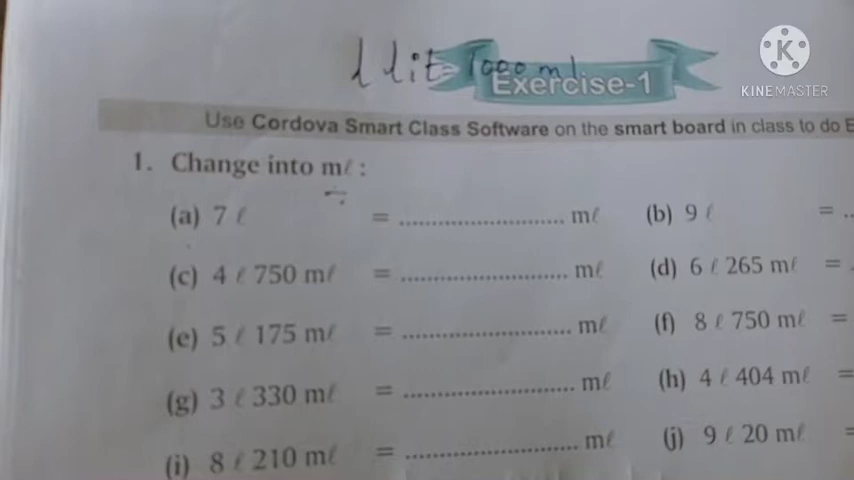 1 lit= 1000 ml
Exercise-1
KINEMASTER
Use Cordova Smart Class Software on the smart board in class to do E
1. Change into mℓ :
(a) 7 ℓ = ........................ mℓ (b) 9 ℓ = ..
(c) 4 ℓ 750 mℓ = ........................ mℓ (d) 6 ℓ 265 mℓ = .
(e) 5 ℓ 175 mℓ = ........................ mℓ (f) 8 ℓ 750 mℓ =
(g) 3 ℓ 330 mℓ = ........................ mℓ (h) 4 ℓ 404 mℓ =
(i) 8 ℓ 210 mℓ = ........................ mℓ (j) 9 ℓ 20 mℓ =